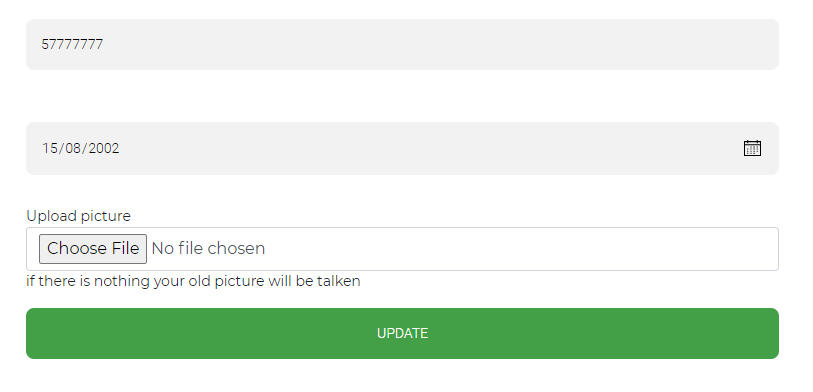 57777777
15/08/2002
Upload picture
Choose File No file chosen
if there is nothing your old picture will be talken
UPDATE